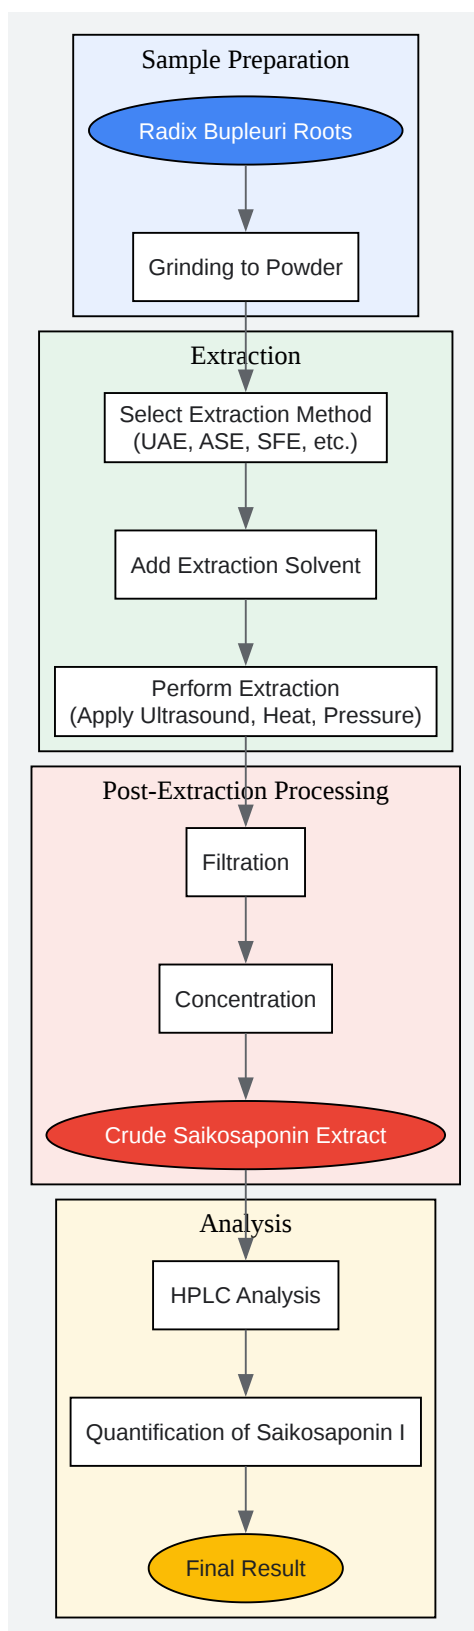 Sample Preparation
Radix Bupleuri Roots
Grinding to Powder
Extraction
Select Extraction Method
(UAE, ASE, SFE, etc.)
Add Extraction Solvent
Perform Extraction
(Apply Ultrasound, Heat, Pressure)
Post-Extraction Processing
Filtration
Concentration
Crude Saikosaponin Extract
Analysis
HPLC Analysis
Quantification of Saikosaponin I
Final Result